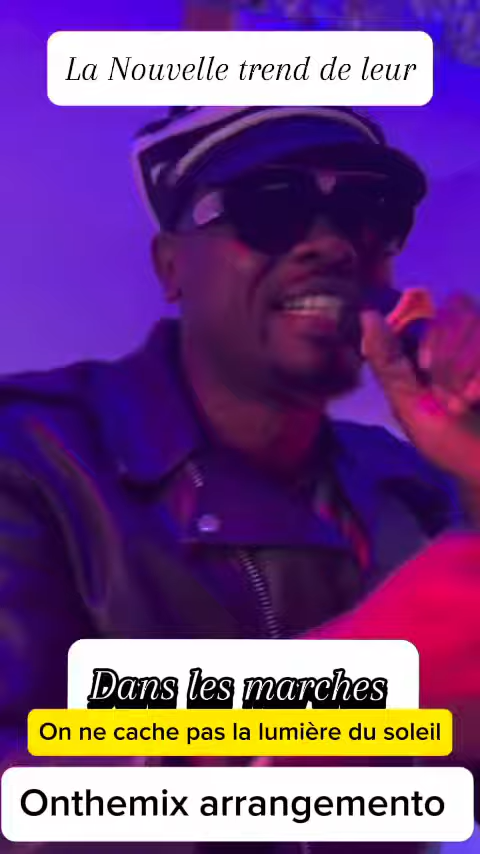 La Nouvelle trend de leur
Dans les marches
On ne cache pas la lumière du soleil
Onthemix arrangemento